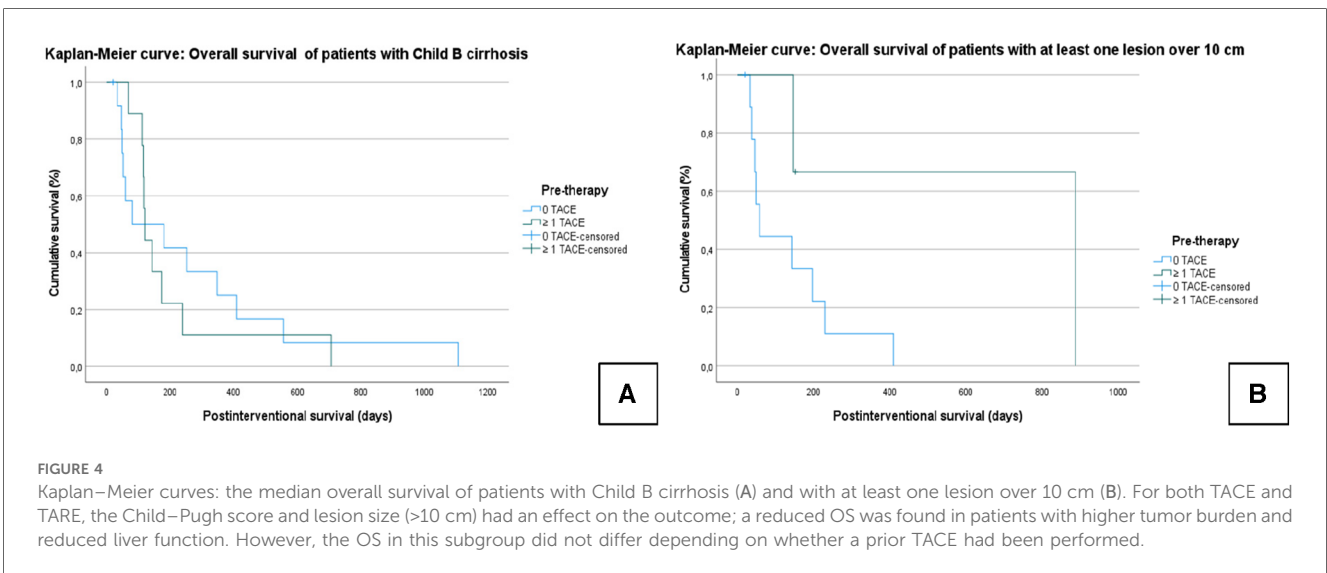 Kaplan-Meier curve: Overall survival of patients with Child B cirrhosis
1,0
0,8
0,6
0,4
0,2
0,0
Cumulative survival (%)
0 200 400 600 800 1000 1200
Postinterventional survival (days)
Pre-therapy
0 TACE
≥ 1 TACE
0 TACE-censored
≥ 1 TACE-censored
A
Kaplan-Meier curve: Overall survival of patients with at least one lesion over 10 cm
1,0
0,8
0,6
0,4
0,2
0,0
Cumulative survival (%)
0 200 400 600 800 1000
Postinterventional survival (days)
Pre-therapy
0 TACE
≥ 1 TACE
0 TACE-censored
≥ 1 TACE-censored
B
FIGURE 4
Kaplan–Meier curves: the median overall survival of patients with Child B cirrhosis (A) and with at least one lesion over 10 cm (B). For both TACE and
TARE, the Child–Pugh score and lesion size (>10 cm) had an effect on the outcome; a reduced OS was found in patients with higher tumor burden and
reduced liver function. However, the OS in this subgroup did not differ depending on whether a prior TACE had been performed.